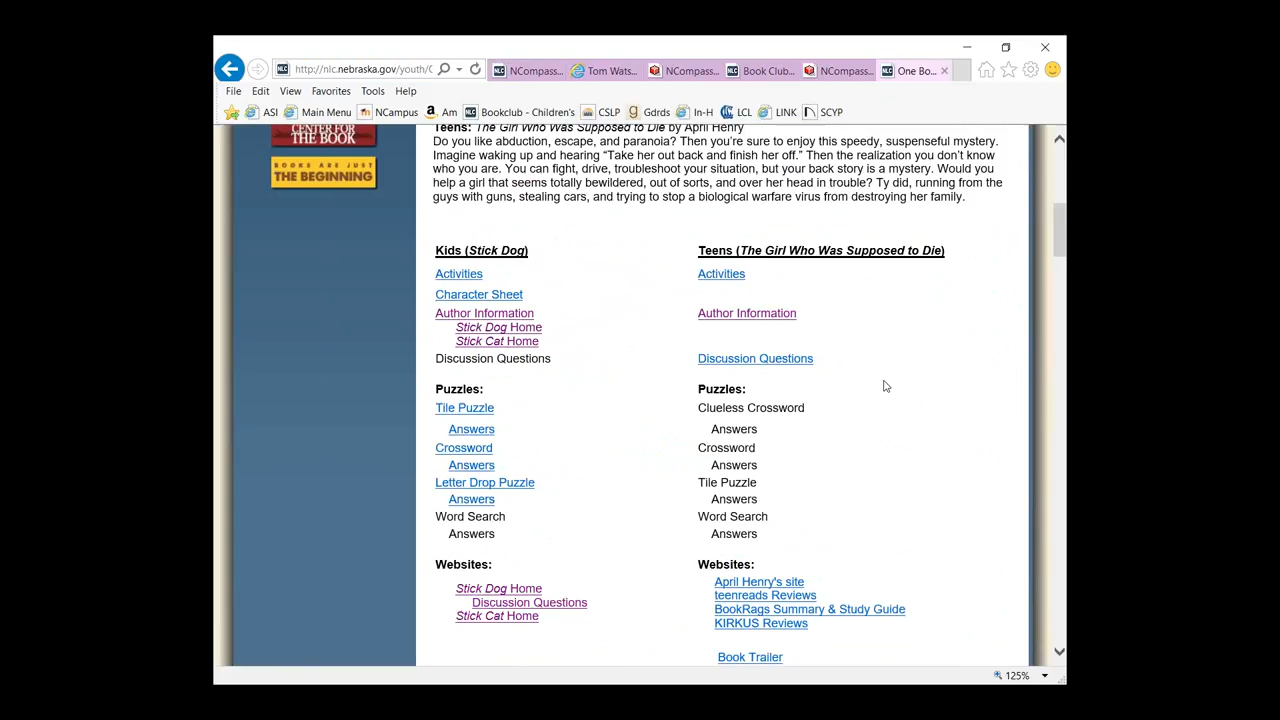 http://nlc.nebraska.gov/youth/C
NCompass...
Tom Wats...
NCompass...
Book Club...
NCompass...
One Bo...
File Edit View Favorites Tools Help
ASI Main Menu NCampus Am Bookclub - Children's CSLP Gdrds In-H LCL LINK SCYP
CENTER FOR
THE BOOK
BOOKS ARE JUST
THE BEGINNING
Teens: The Girl Who Was Supposed to Die by April Henry
Do you like abduction, escape, and paranoia? Then you're sure to enjoy this speedy, suspenseful mystery.
Imagine waking up and hearing “Take her out back and finish her off.” Then the realization you don't know
who you are. You can fight, drive, troubleshoot your situation, but your back story is a mystery. Would you
help a girl that seems totally bewildered, out of sorts, and over her head in trouble? Ty did, running from the
guys with guns, stealing cars, and trying to stop a biological warfare virus from destroying her family.
Kids (Stick Dog)
Activities
Character Sheet
Author Information
Stick Dog Home
Stick Cat Home
Discussion Questions
Puzzles:
Tile Puzzle
Answers
Crossword
Answers
Letter Drop Puzzle
Answers
Word Search
Answers
Websites:
Stick Dog Home
Discussion Questions
Stick Cat Home
Teens (The Girl Who Was Supposed to Die)
Activities
Author Information
Discussion Questions
Puzzles:
Clueless Crossword
Answers
Crossword
Answers
Tile Puzzle
Answers
Word Search
Answers
Websites:
April Henry's site
teenreads Reviews
BookRags Summary & Study Guide
KIRKUS Reviews
Book Trailer
125%